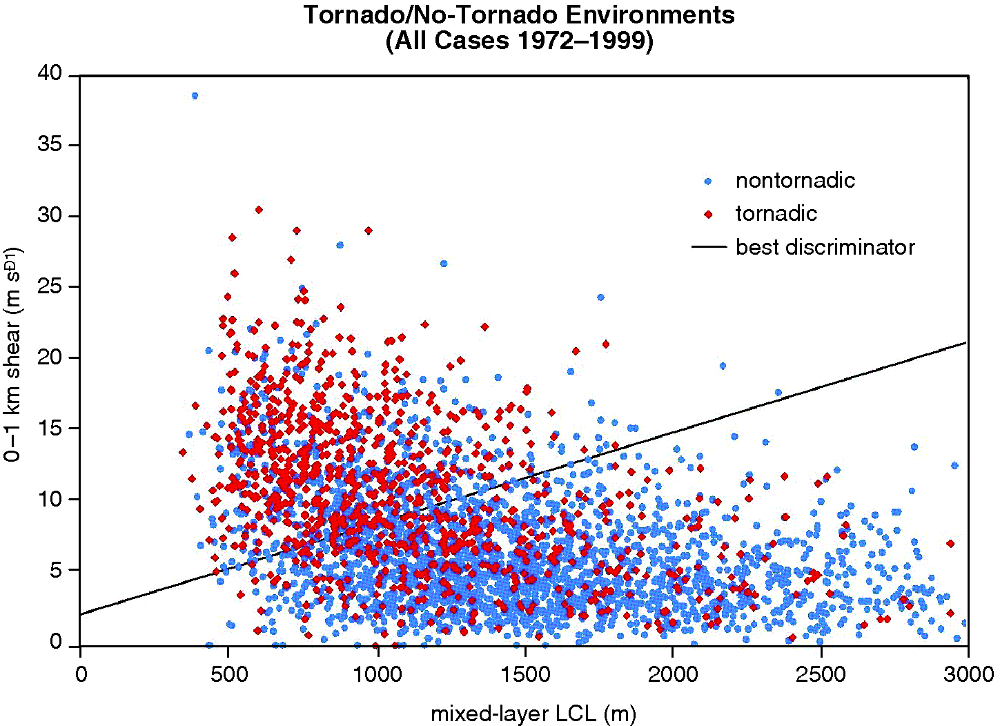 Tornado/No-Tornado Environments
(All Cases 1972–1999)
40
35
30
25
20
15
10
5
0
0–1 km shear (m sÐ1)
nontornadic
tornadic
best discriminator
0 500 1000 1500 2000 2500 3000
mixed-layer LCL (m)